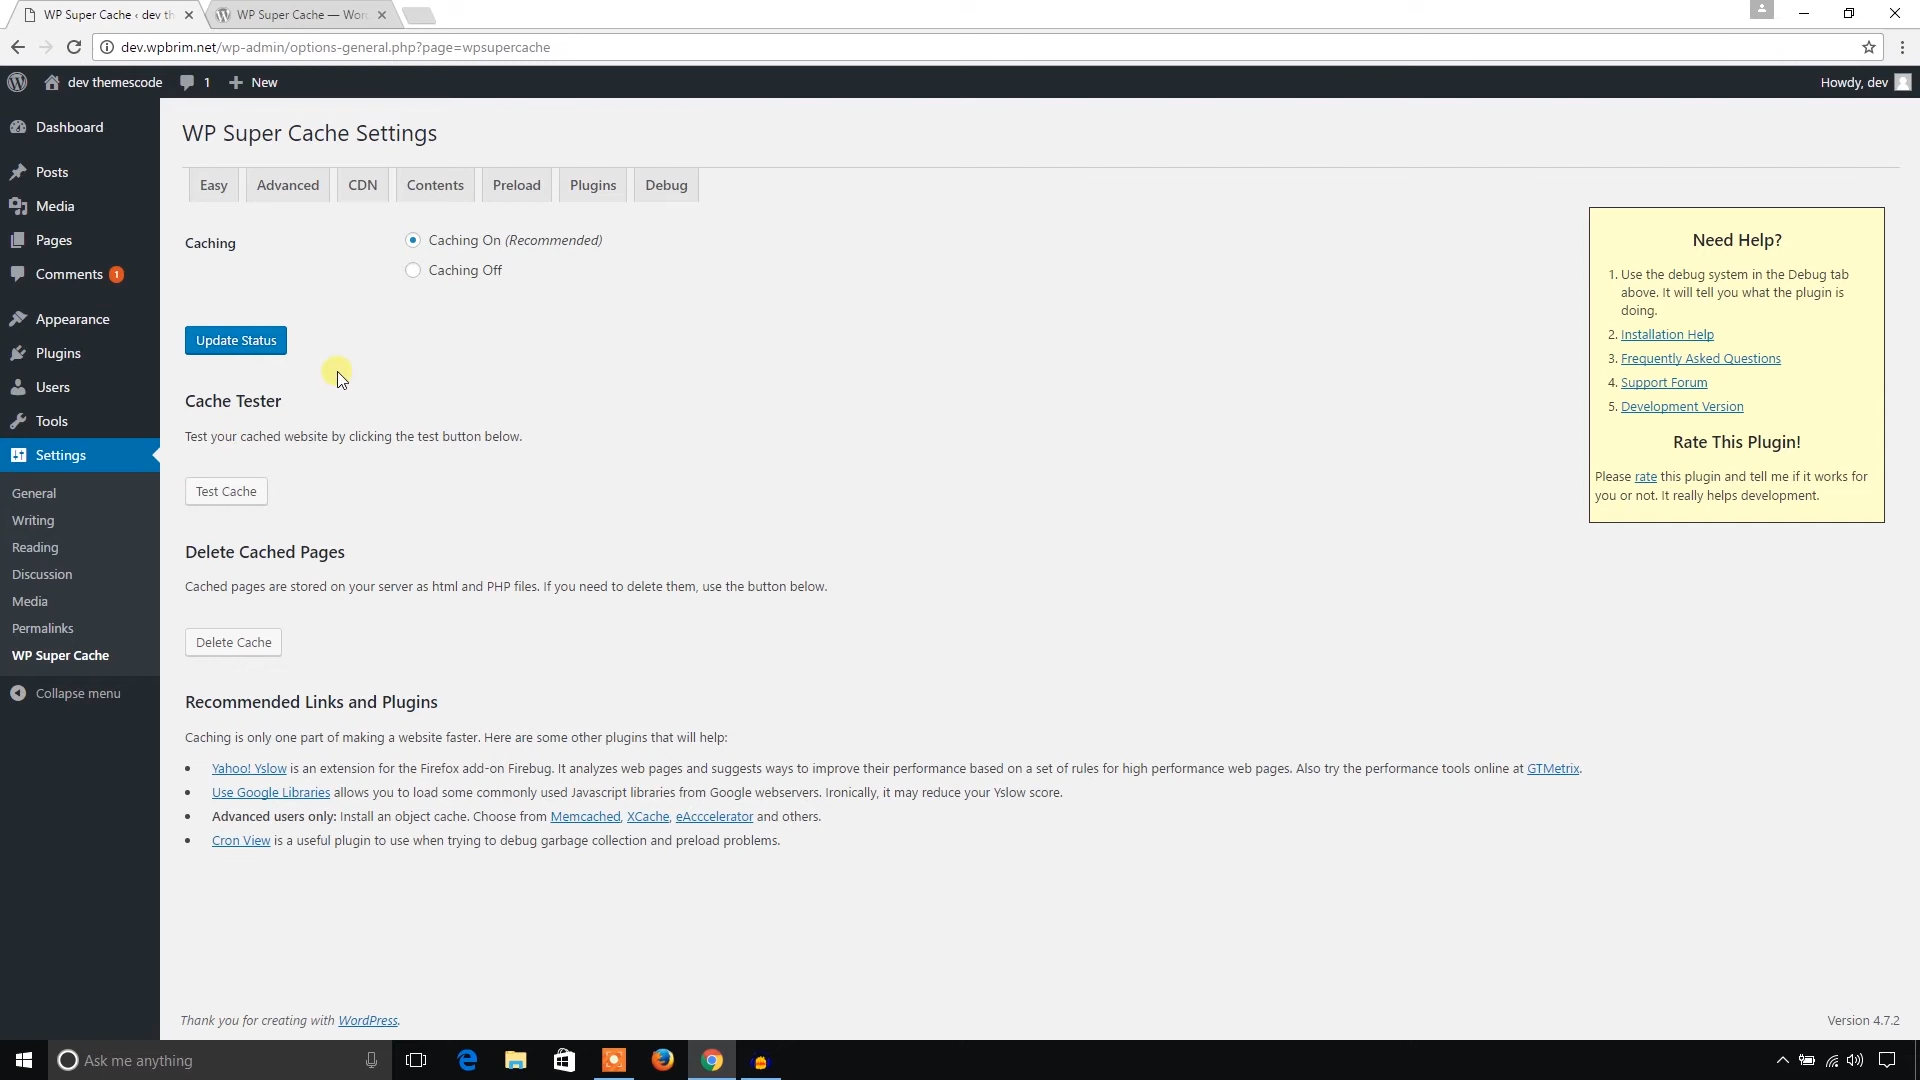 WP Super Cache ‹ dev th
WP Super Cache — Wor
dev.wpbrim.net/wp-admin/options-general.php?page=wpsupercache
dev themescode
1
New
Howdy, dev
Dashboard
Posts
Media
Pages
Comments 1
Appearance
Plugins
Users
Tools
Settings
General
Writing
Reading
Discussion
Media
Permalinks
WP Super Cache
Collapse menu
WP Super Cache Settings
Easy
Advanced
CDN
Contents
Preload
Plugins
Debug
Caching
Caching On (Recommended)
Caching Off
Update Status
Cache Tester
Test your cached website by clicking the test button below.
Test Cache
Delete Cached Pages
Cached pages are stored on your server as html and PHP files. If you need to delete them, use the button below.
Delete Cache
Recommended Links and Plugins
Caching is only one part of making a website faster. Here are some other plugins that will help:
Yahoo! Yslow is an extension for the Firefox add-on Firebug. It analyzes web pages and suggests ways to improve their performance based on a set of rules for high performance web pages. Also try the performance tools online at GTMetrix.
Use Google Libraries allows you to load some commonly used Javascript libraries from Google webservers. Ironically, it may reduce your Yslow score.
Advanced users only: Install an object cache. Choose from Memcached, XCache, eAcccelerator and others.
Cron View is a useful plugin to use when trying to debug garbage collection and preload problems.
Need Help?
1. Use the debug system in the Debug tab
above. It will tell you what the plugin is
doing.
2. Installation Help
3. Frequently Asked Questions
4. Support Forum
5. Development Version
Rate This Plugin!
Please rate this plugin and tell me if it works for
you or not. It really helps development.
Thank you for creating with WordPress.
Version 4.7.2
Ask me anything